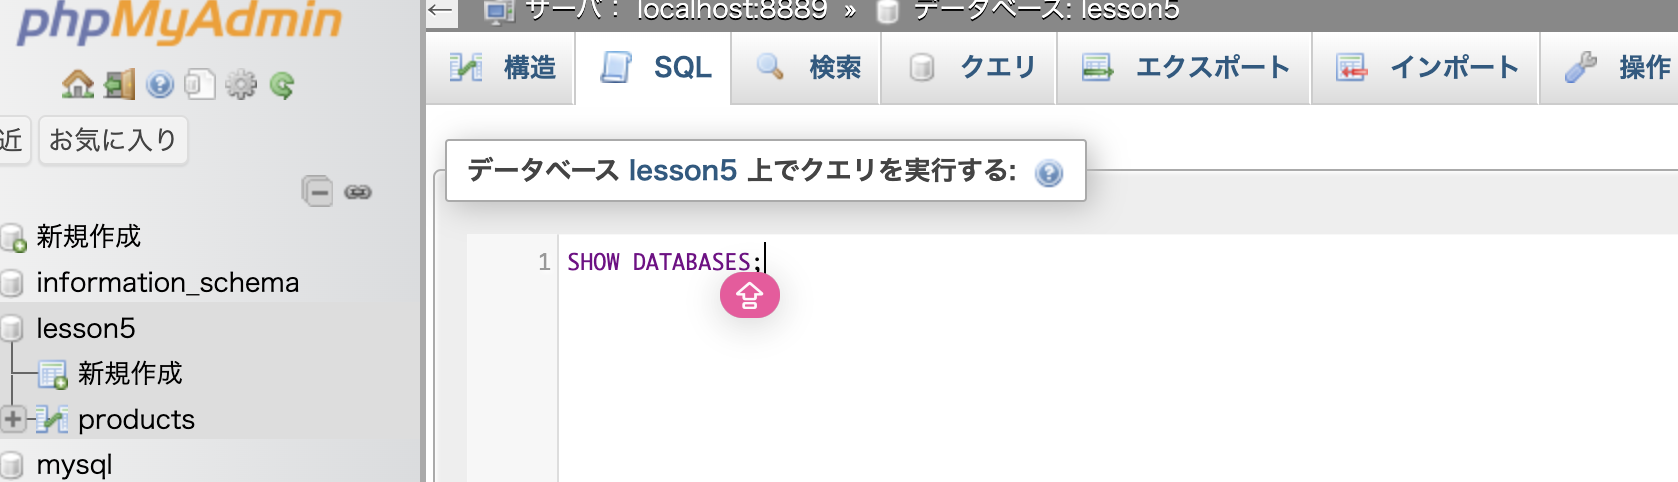 phpMyAdmin
近 お気に入り
新規作成
information_schema
lesson5
新規作成
products
mysql
サーバ: localhost:8889 » データベース: lesson5
構造 SQL 検索 クエリ エクスポート インポート 操作
データベース lesson5 上でクエリを実行する:
1 SHOW DATABASES;